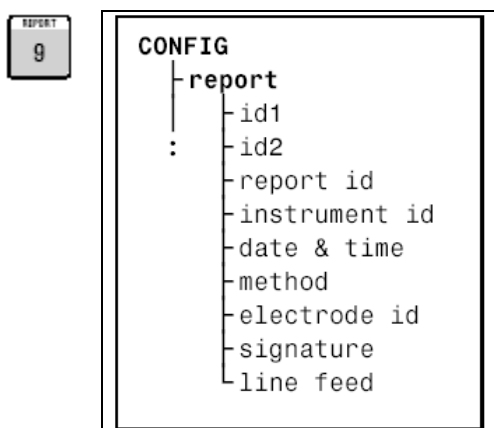 REPORT
9
CONFIG
report
id1
: id2
report id
instrument id
date & time
method
electrode id
signature
line feed